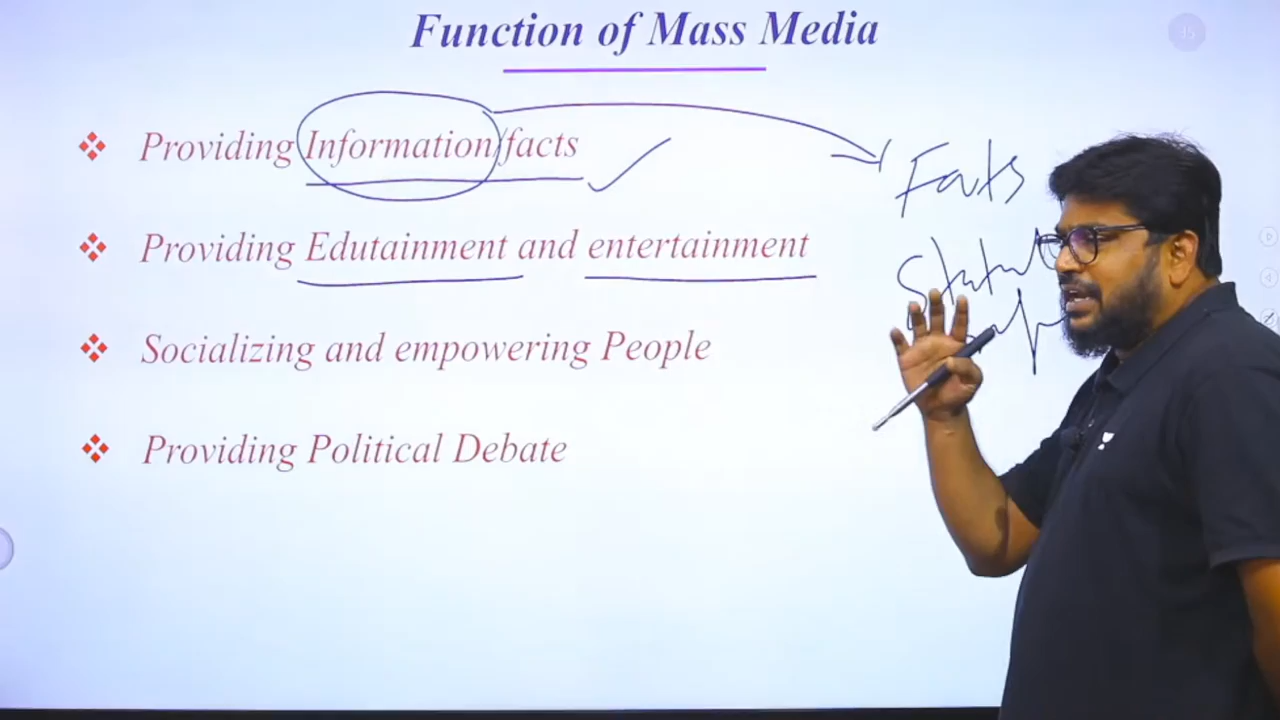 Function of Mass Media
Providing Information/facts
Facts
Providing Edutainment and entertainment
Socializing and empowering People
Providing Political Debate